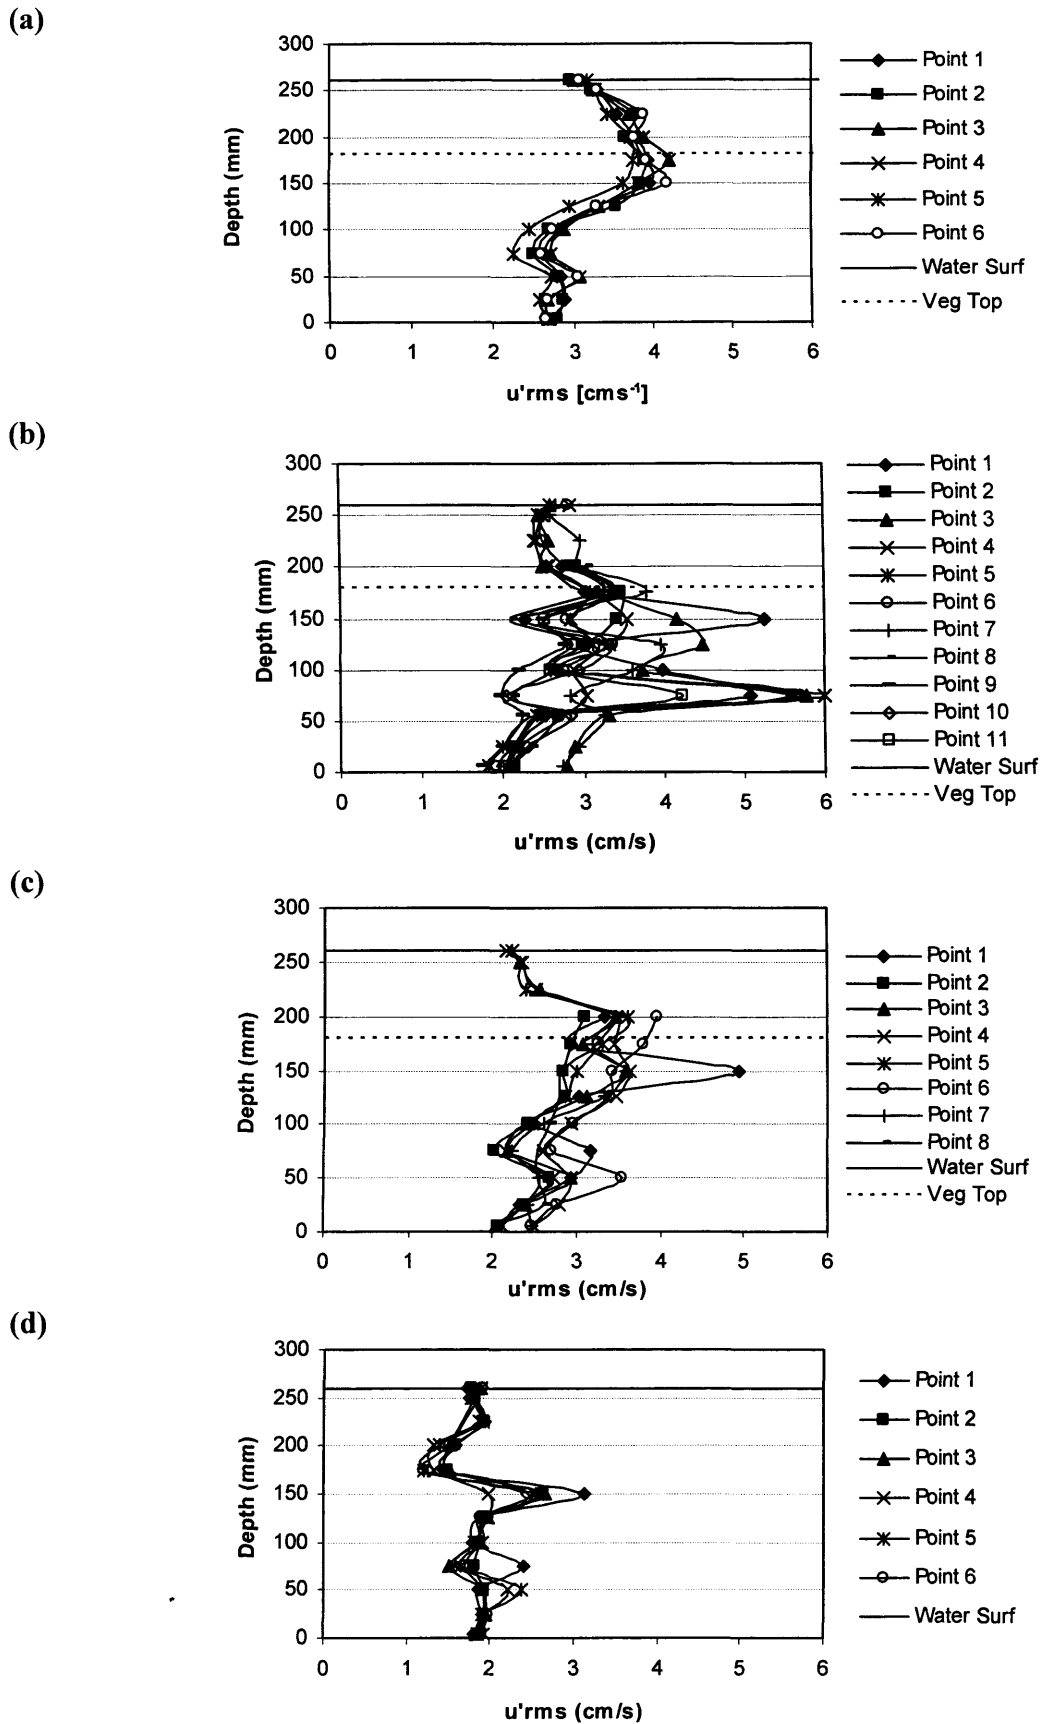 (a)
300
250
200
150
100
50
0
Depth (mm)
0 1 2 3 4 5 6
u'rms [cms⁻¹]
Point 1
Point 2
Point 3
Point 4
Point 5
Point 6
Water Surf
Veg Top
(b)
300
250
200
150
100
50
0
Depth (mm)
0 1 2 3 4 5 6
u'rms (cm/s)
Point 1
Point 2
Point 3
Point 4
Point 5
Point 6
Point 7
Point 8
Point 9
Point 10
Point 11
Water Surf
Veg Top
(c)
300
250
200
150
100
50
0
Depth (mm)
0 1 2 3 4 5 6
u'rms (cm/s)
Point 1
Point 2
Point 3
Point 4
Point 5
Point 6
Point 7
Point 8
Water Surf
Veg Top
(d)
300
250
200
150
100
50
0
Depth (mm)
0 1 2 3 4 5 6
u'rms (cm/s)
Point 1
Point 2
Point 3
Point 4
Point 5
Point 6
Water Surf